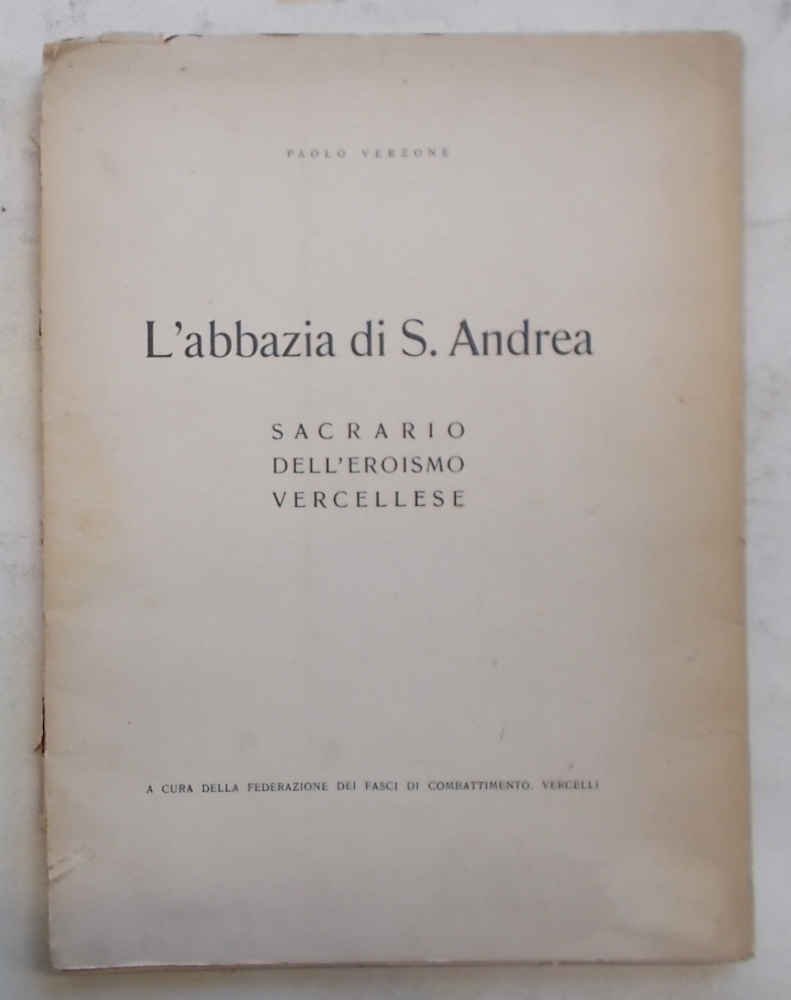 PAOLO VERZONE
L'abbazia di S. Andrea
SACRARIO
DELL'EROISMO
VERCELLESE
A CURA DELLA FEDERAZIONE DEI FASCI DI COMBATTIMENTO. VERCELLI